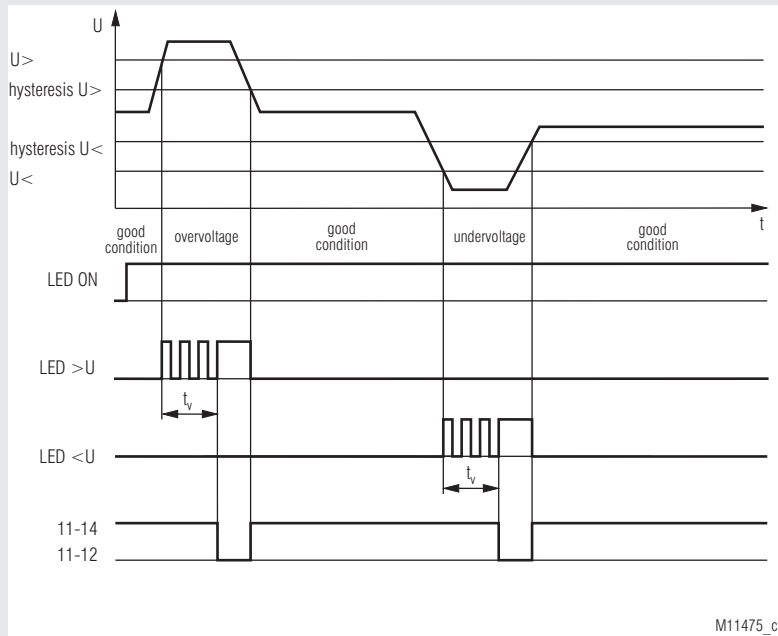 U
U>
hysteresis U>
hysteresis U<
U<
t
good
condition
overvoltage
good
condition
undervoltage
good
condition
LED ON
LED >U
tv
LED <U
tv
11-14
11-12
M11475_c